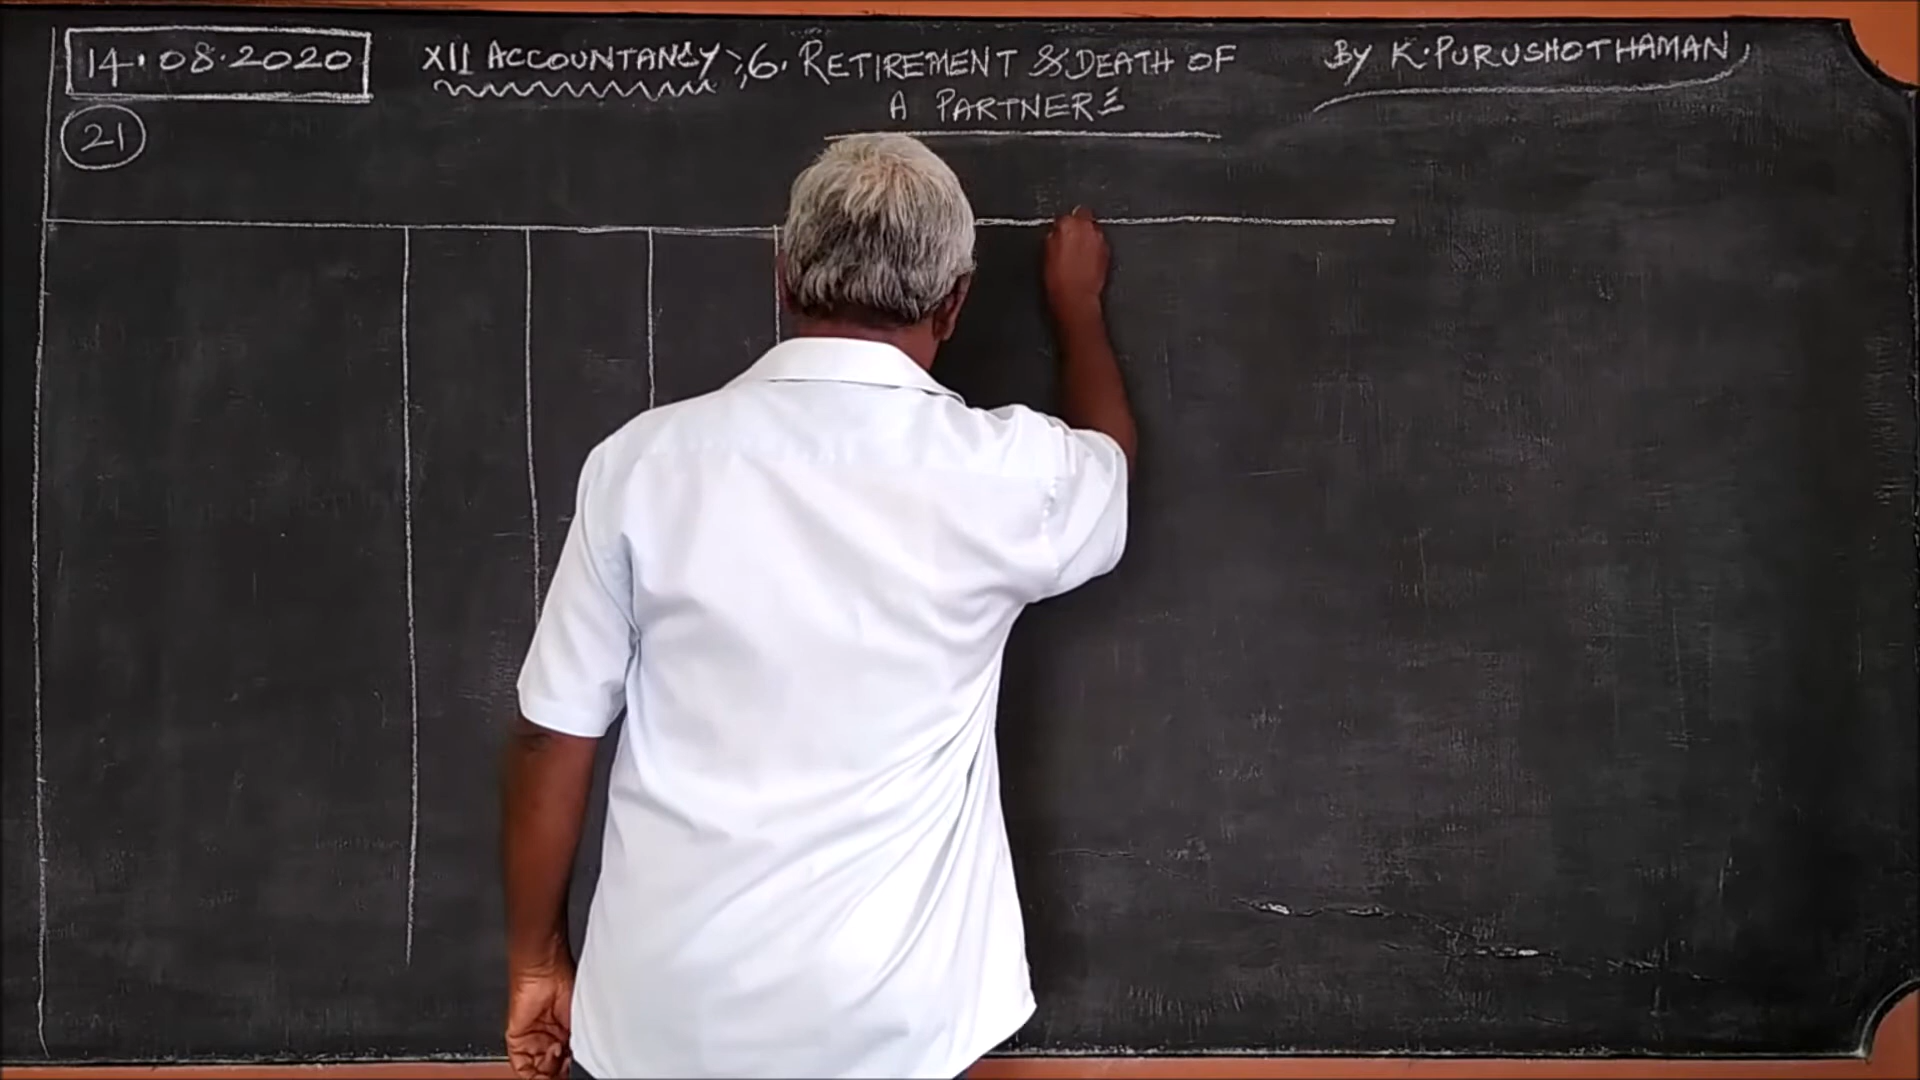 14.08.2020
XII ACCOUNTANCY :, 6. RETIREMENT & DEATH OF
A PARTNER
By K.PURUSHOTHAMAN
21